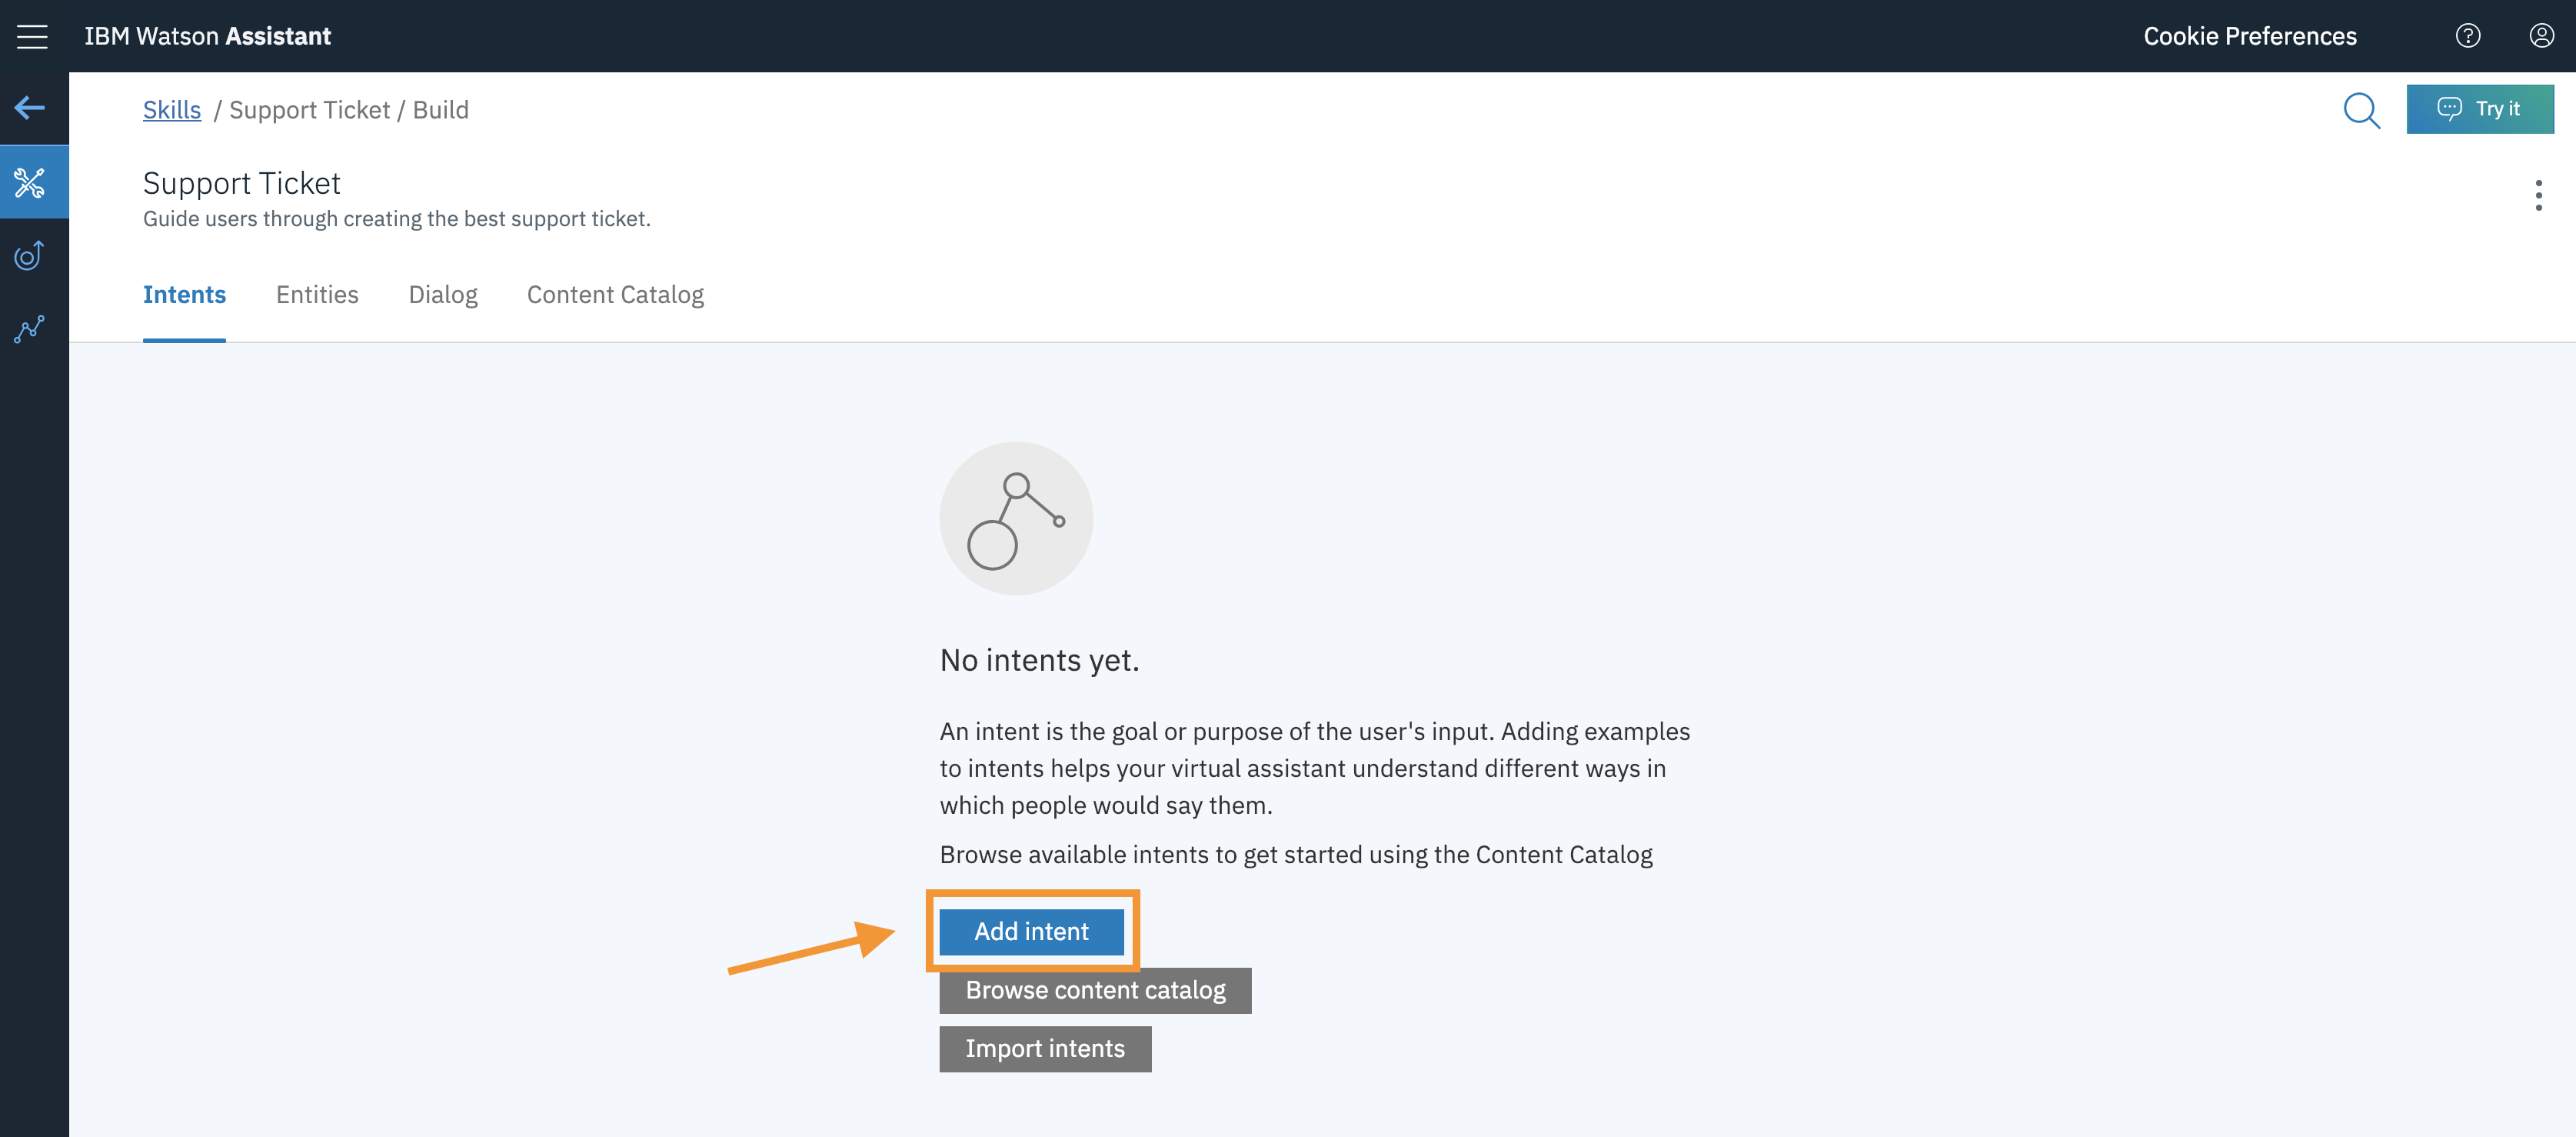 IBM Watson Assistant
Cookie Preferences
Skills / Support Ticket / Build
Try it
Support Ticket
Guide users through creating the best support ticket.
Intents Entities Dialog Content Catalog
No intents yet.
An intent is the goal or purpose of the user's input. Adding examples
to intents helps your virtual assistant understand different ways in
which people would say them.
Browse available intents to get started using the Content Catalog
Add intent
Browse content catalog
Import intents